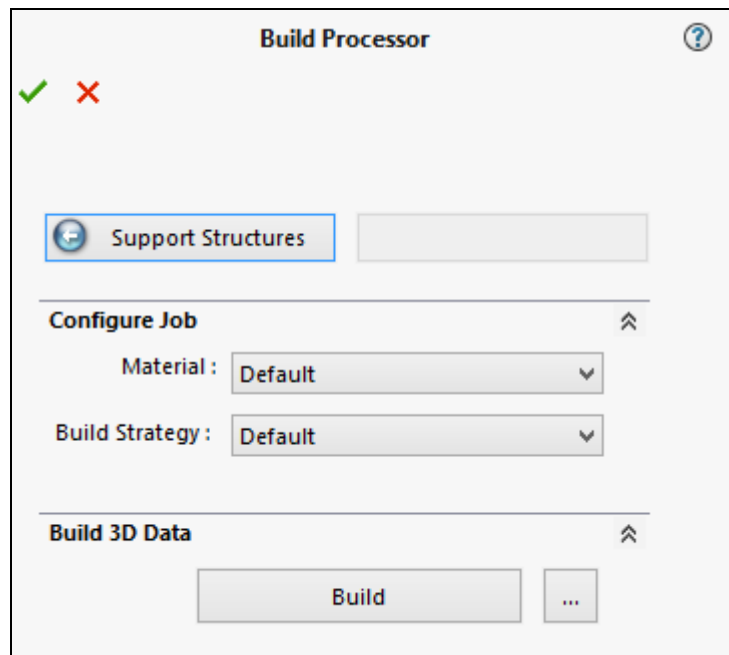 Build Processor
?
Support Structures
Configure Job
Material :
Default
Build Strategy :
Default
Build 3D Data
Build
...